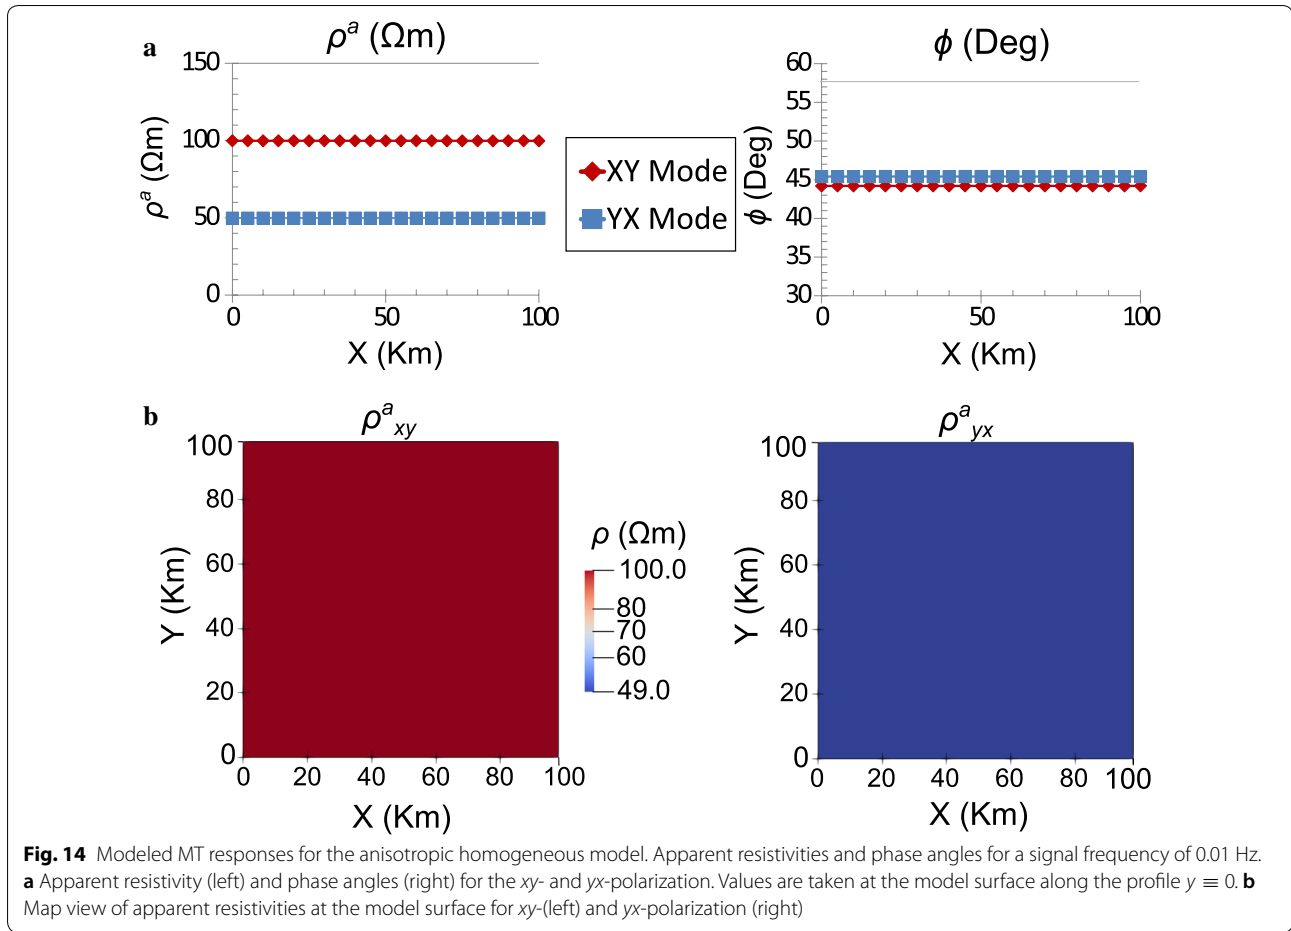 a
ρᵃ (Ωm)
150
100
50
0
ρᵃ (Ωm)
0 50 100
X (Km)
XY Mode
YX Mode
ϕ (Deg)
60
55
50
45
40
35
30
ϕ (Deg)
0 50 100
X (Km)
b
ρᵃxy
100
80
60
40
20
0
Y (Km)
0 20 40 60 80 100
X (Km)
ρ (Ωm)
100.0
80
70
60
49.0
ρᵃyx
100
80
60
40
20
0
Y (Km)
0 20 40 60 80 100
X (Km)
Fig. 14 Modeled MT responses for the anisotropic homogeneous model. Apparent resistivities and phase angles for a signal frequency of 0.01 Hz.
a Apparent resistivity (left) and phase angles (right) for the xy- and yx-polarization. Values are taken at the model surface along the profile y ≡ 0. b
Map view of apparent resistivities at the model surface for xy-(left) and yx-polarization (right)